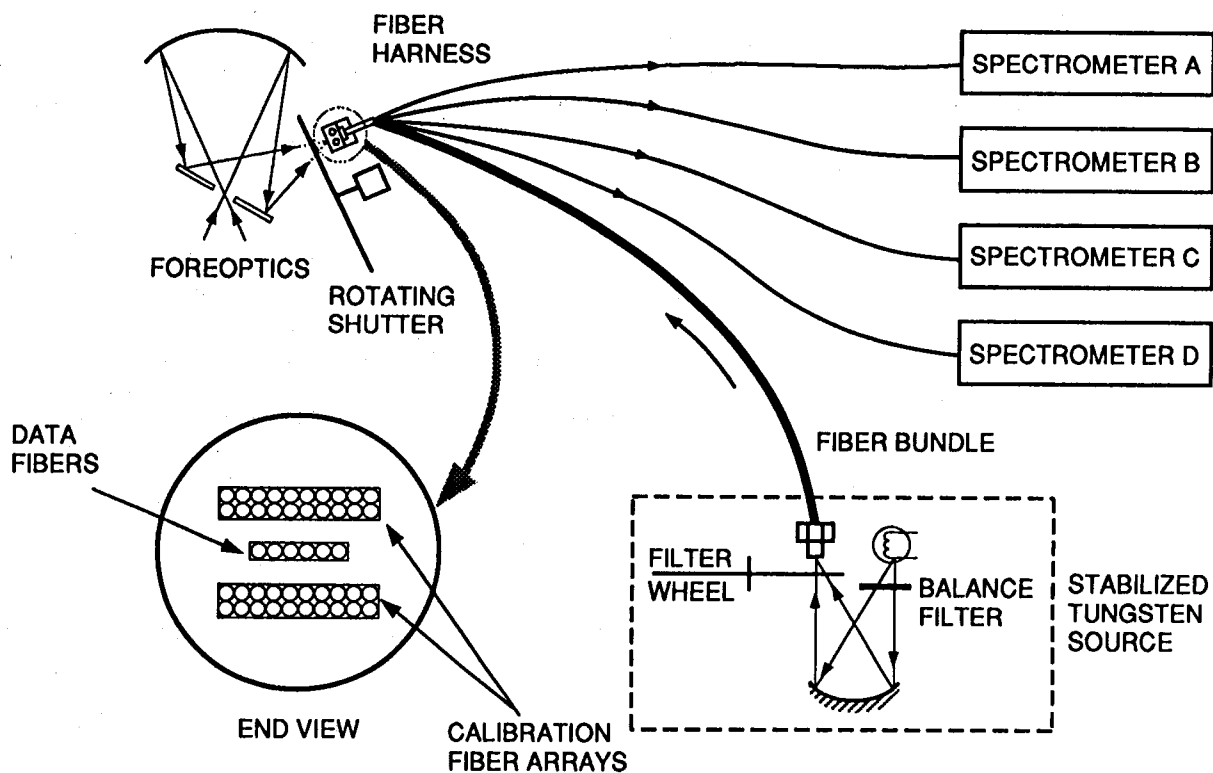 FIBER
HARNESS
SPECTROMETER A
SPECTROMETER B
SPECTROMETER C
SPECTROMETER D
FOREOPTICS
ROTATING
SHUTTER
DATA
FIBERS
FIBER BUNDLE
FILTER
WHEEL
BALANCE
FILTER
STABILIZED
TUNGSTEN
SOURCE
END VIEW
CALIBRATION
FIBER ARRAYS